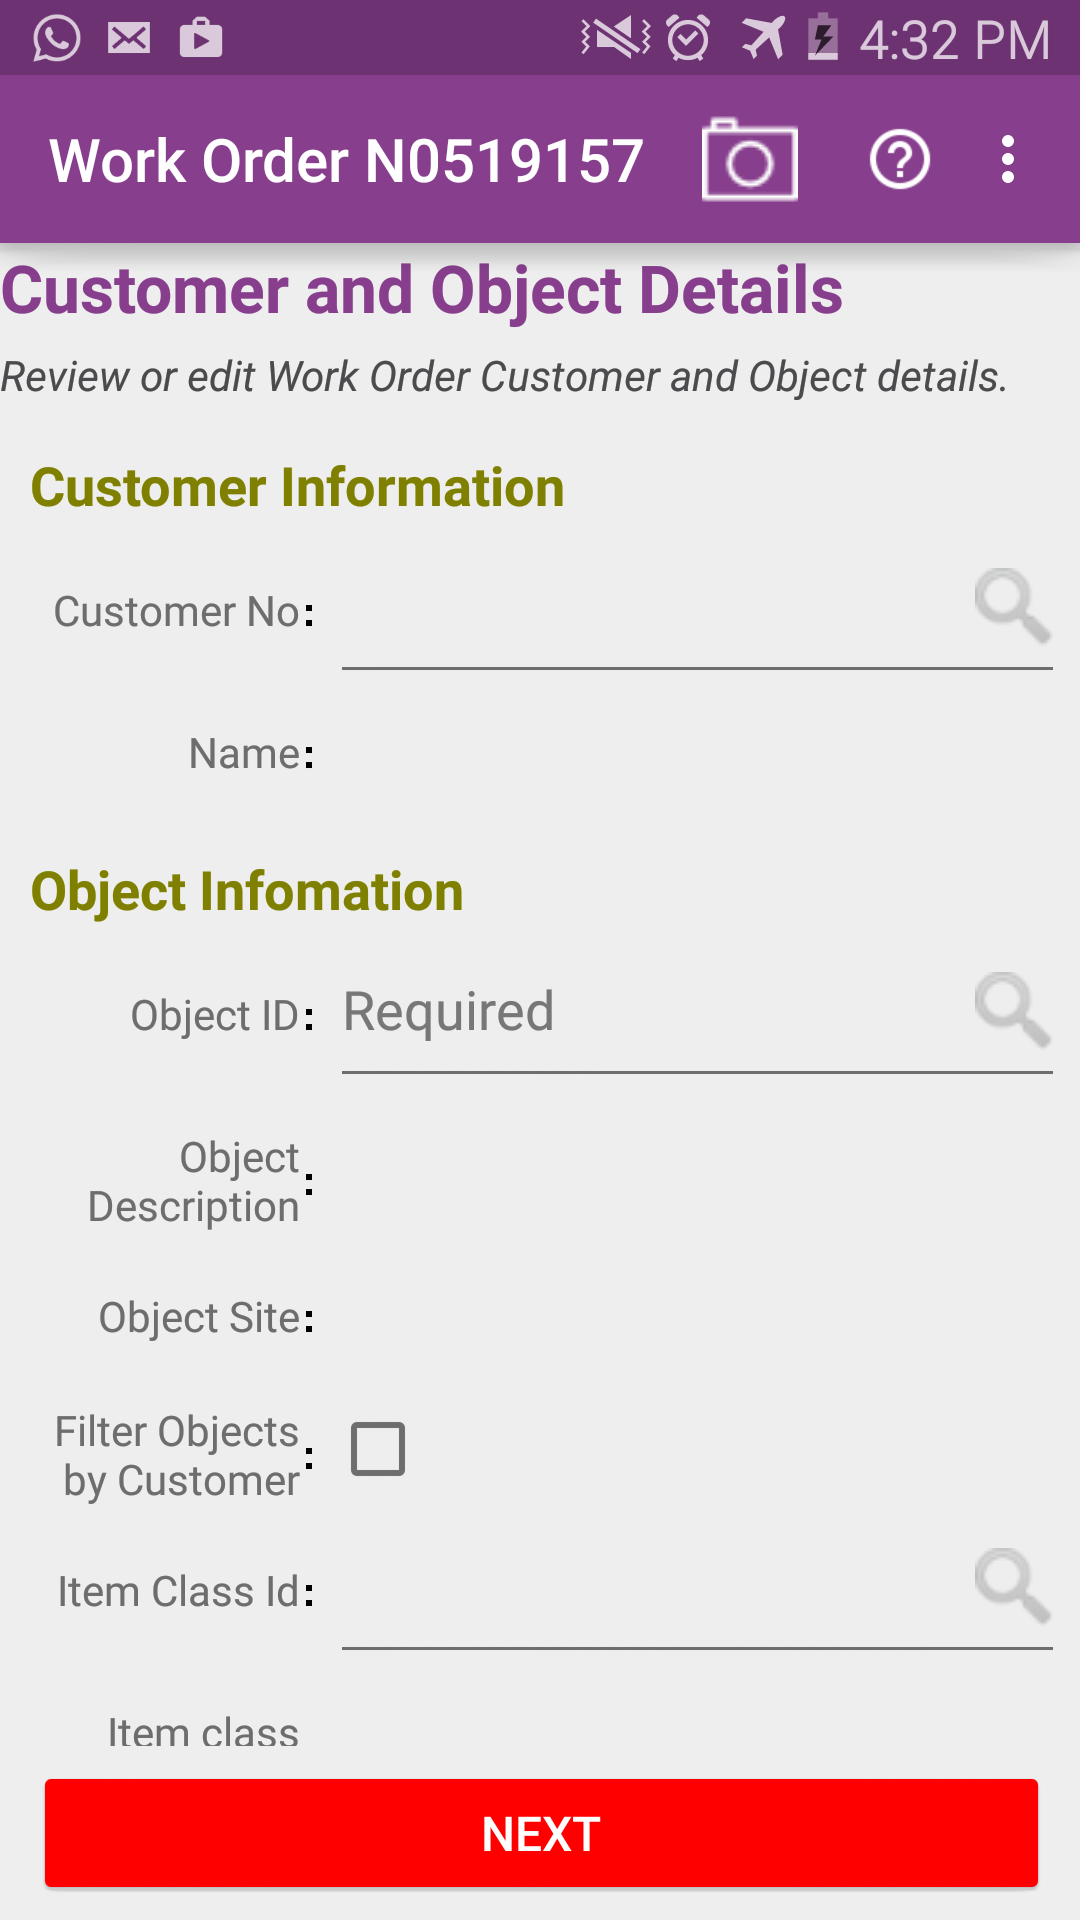 4:32 PM
Work Order N0519157
Customer and Object Details
Review or edit Work Order Customer and Object details.
Customer Information
Customer No:
Name:
Object Infomation
Object ID: Required
Object
Description:
Object Site:
Filter Objects
by Customer:
Item Class Id:
Item class
NEXT